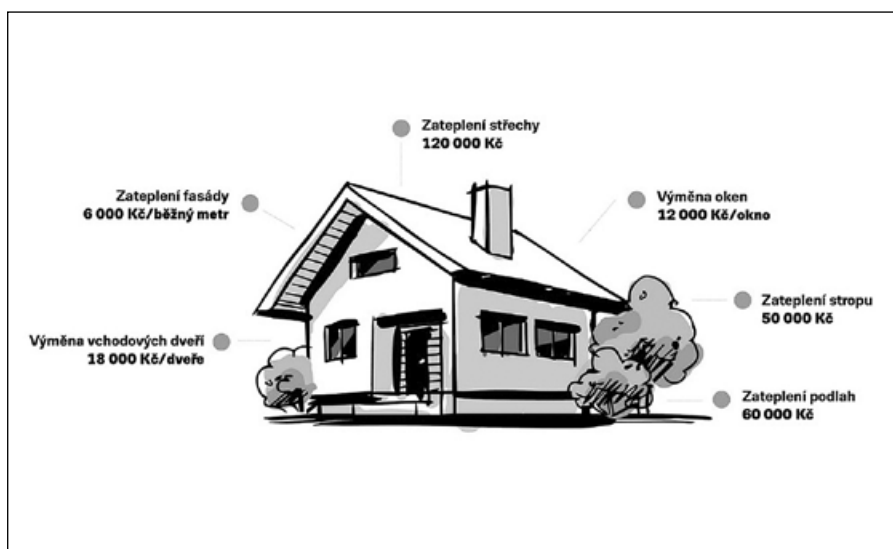 Zateplení střechy
120 000 Kč
Zateplení fasády
6 000 Kč/běžný metr
Výměna oken
12 000 Kč/okno
Zateplení stropu
50 000 Kč
Výměna vchodových dveří
18 000 Kč/dveře
Zateplení podlah
60 000 Kč